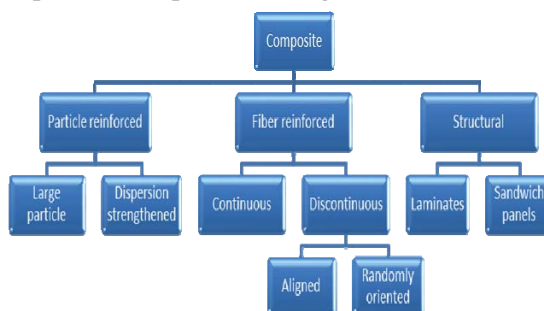 Composite
Particle reinforced
Fiber reinforced
Structural
Large
particle
Dispersion
strengthened
Continuous
Discontinuous
Laminates
Sandwich
panels
Aligned
Randomly
oriented